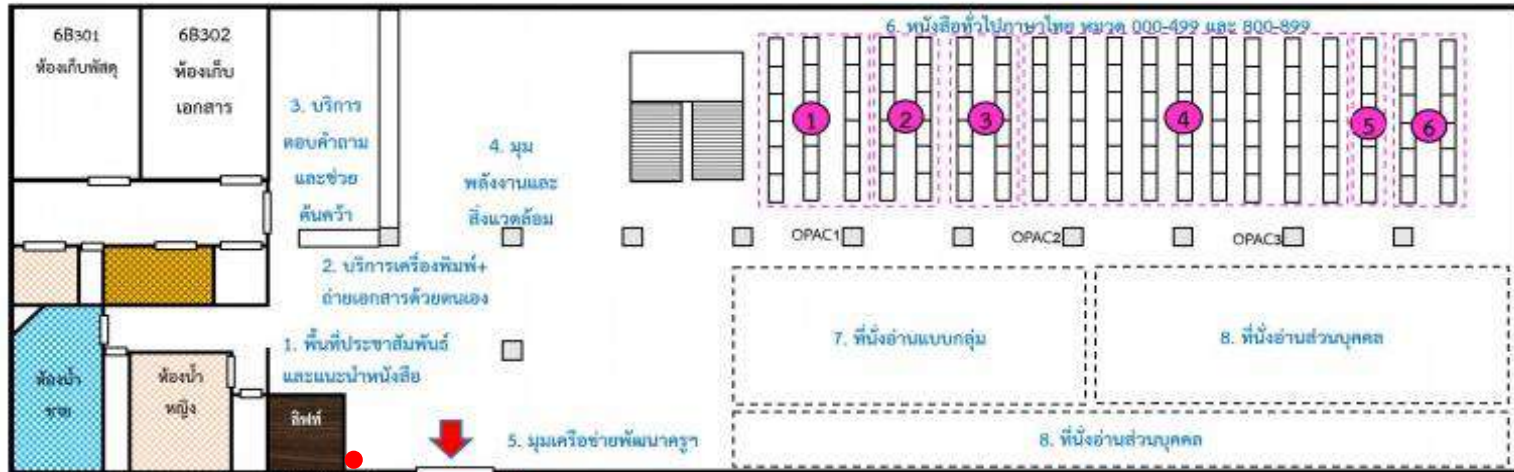 6B301
ห้องเก็บพัสดุ
6B302
ห้องเก็บ
เอกสาร
3. บริการ
ตอบคำถาม
และช่วย
ค้นคว้า
4. มุม
พลังงานและ
สิ่งแวดล้อม
6. หนังสือทั่วไปภาษาไทย หมวด 000-499 และ 800-899
1
2
3
4
5
6
OPAC1
OPAC2
OPAC3
2. บริการเครื่องพิมพ์+
ถ่ายเอกสารด้วยตนเอง
1. พื้นที่ประชาสัมพันธ์
และแนะนำหนังสือ
7. ที่นั่งอ่านแบบกลุ่ม
8. ที่นั่งอ่านส่วนบุคคล
ห้องน้ำ
ชาย
ห้องน้ำ
หญิง
ลิฟท์
5. มุมเครือข่ายพัฒนาครูฯ
8. ที่นั่งอ่านส่วนบุคคล